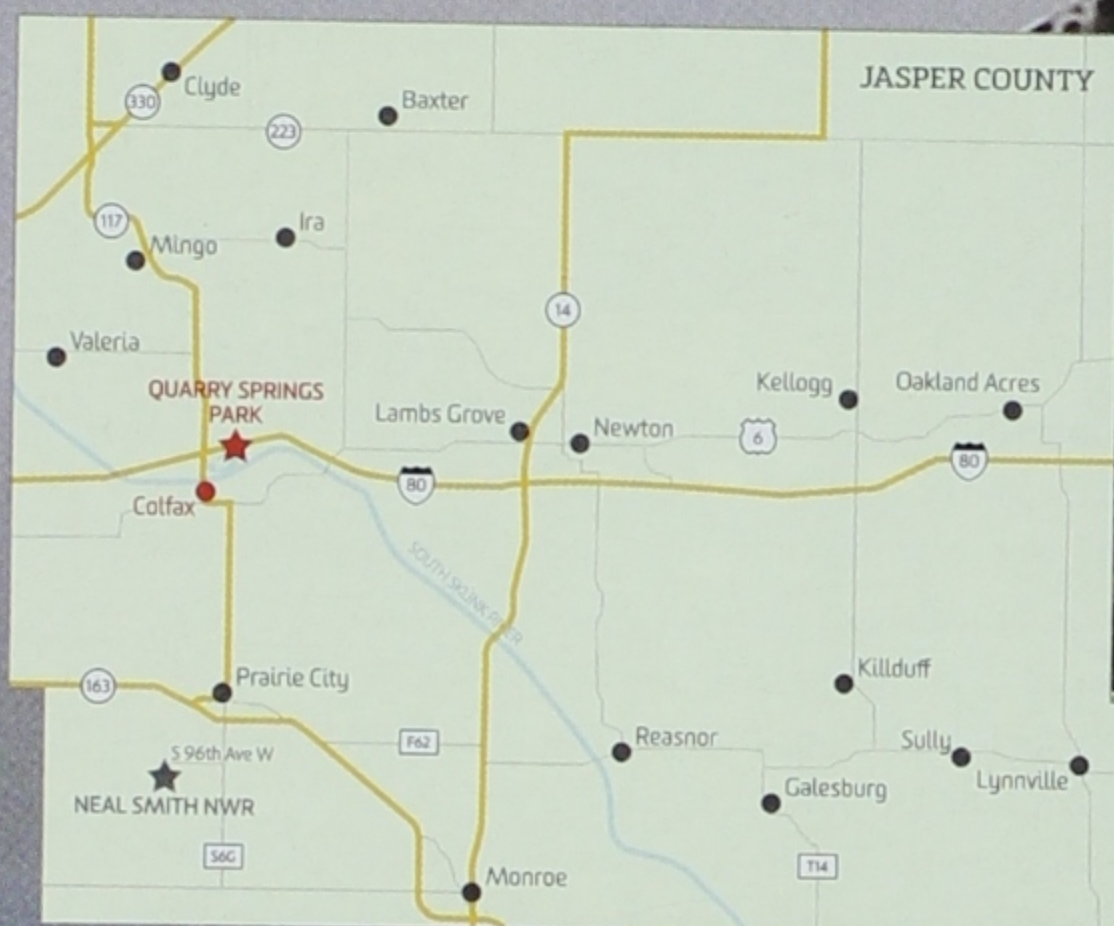 JASPER COUNTY
Clyde
330
Baxter
223
117
Ira
Mingo
14
Valeria
QUARRY SPRINGS
PARK
Kellogg
Oakland Acres
Lambs Grove
Newton
6
80
80
Colfax
SOUTH SKUNK RIVER
163
Prairie City
Killduff
F62
Reasnor
Sully
S 96th Ave W
Lynnville
NEAL SMITH NWR
Galesburg
S6G
T14
Monroe